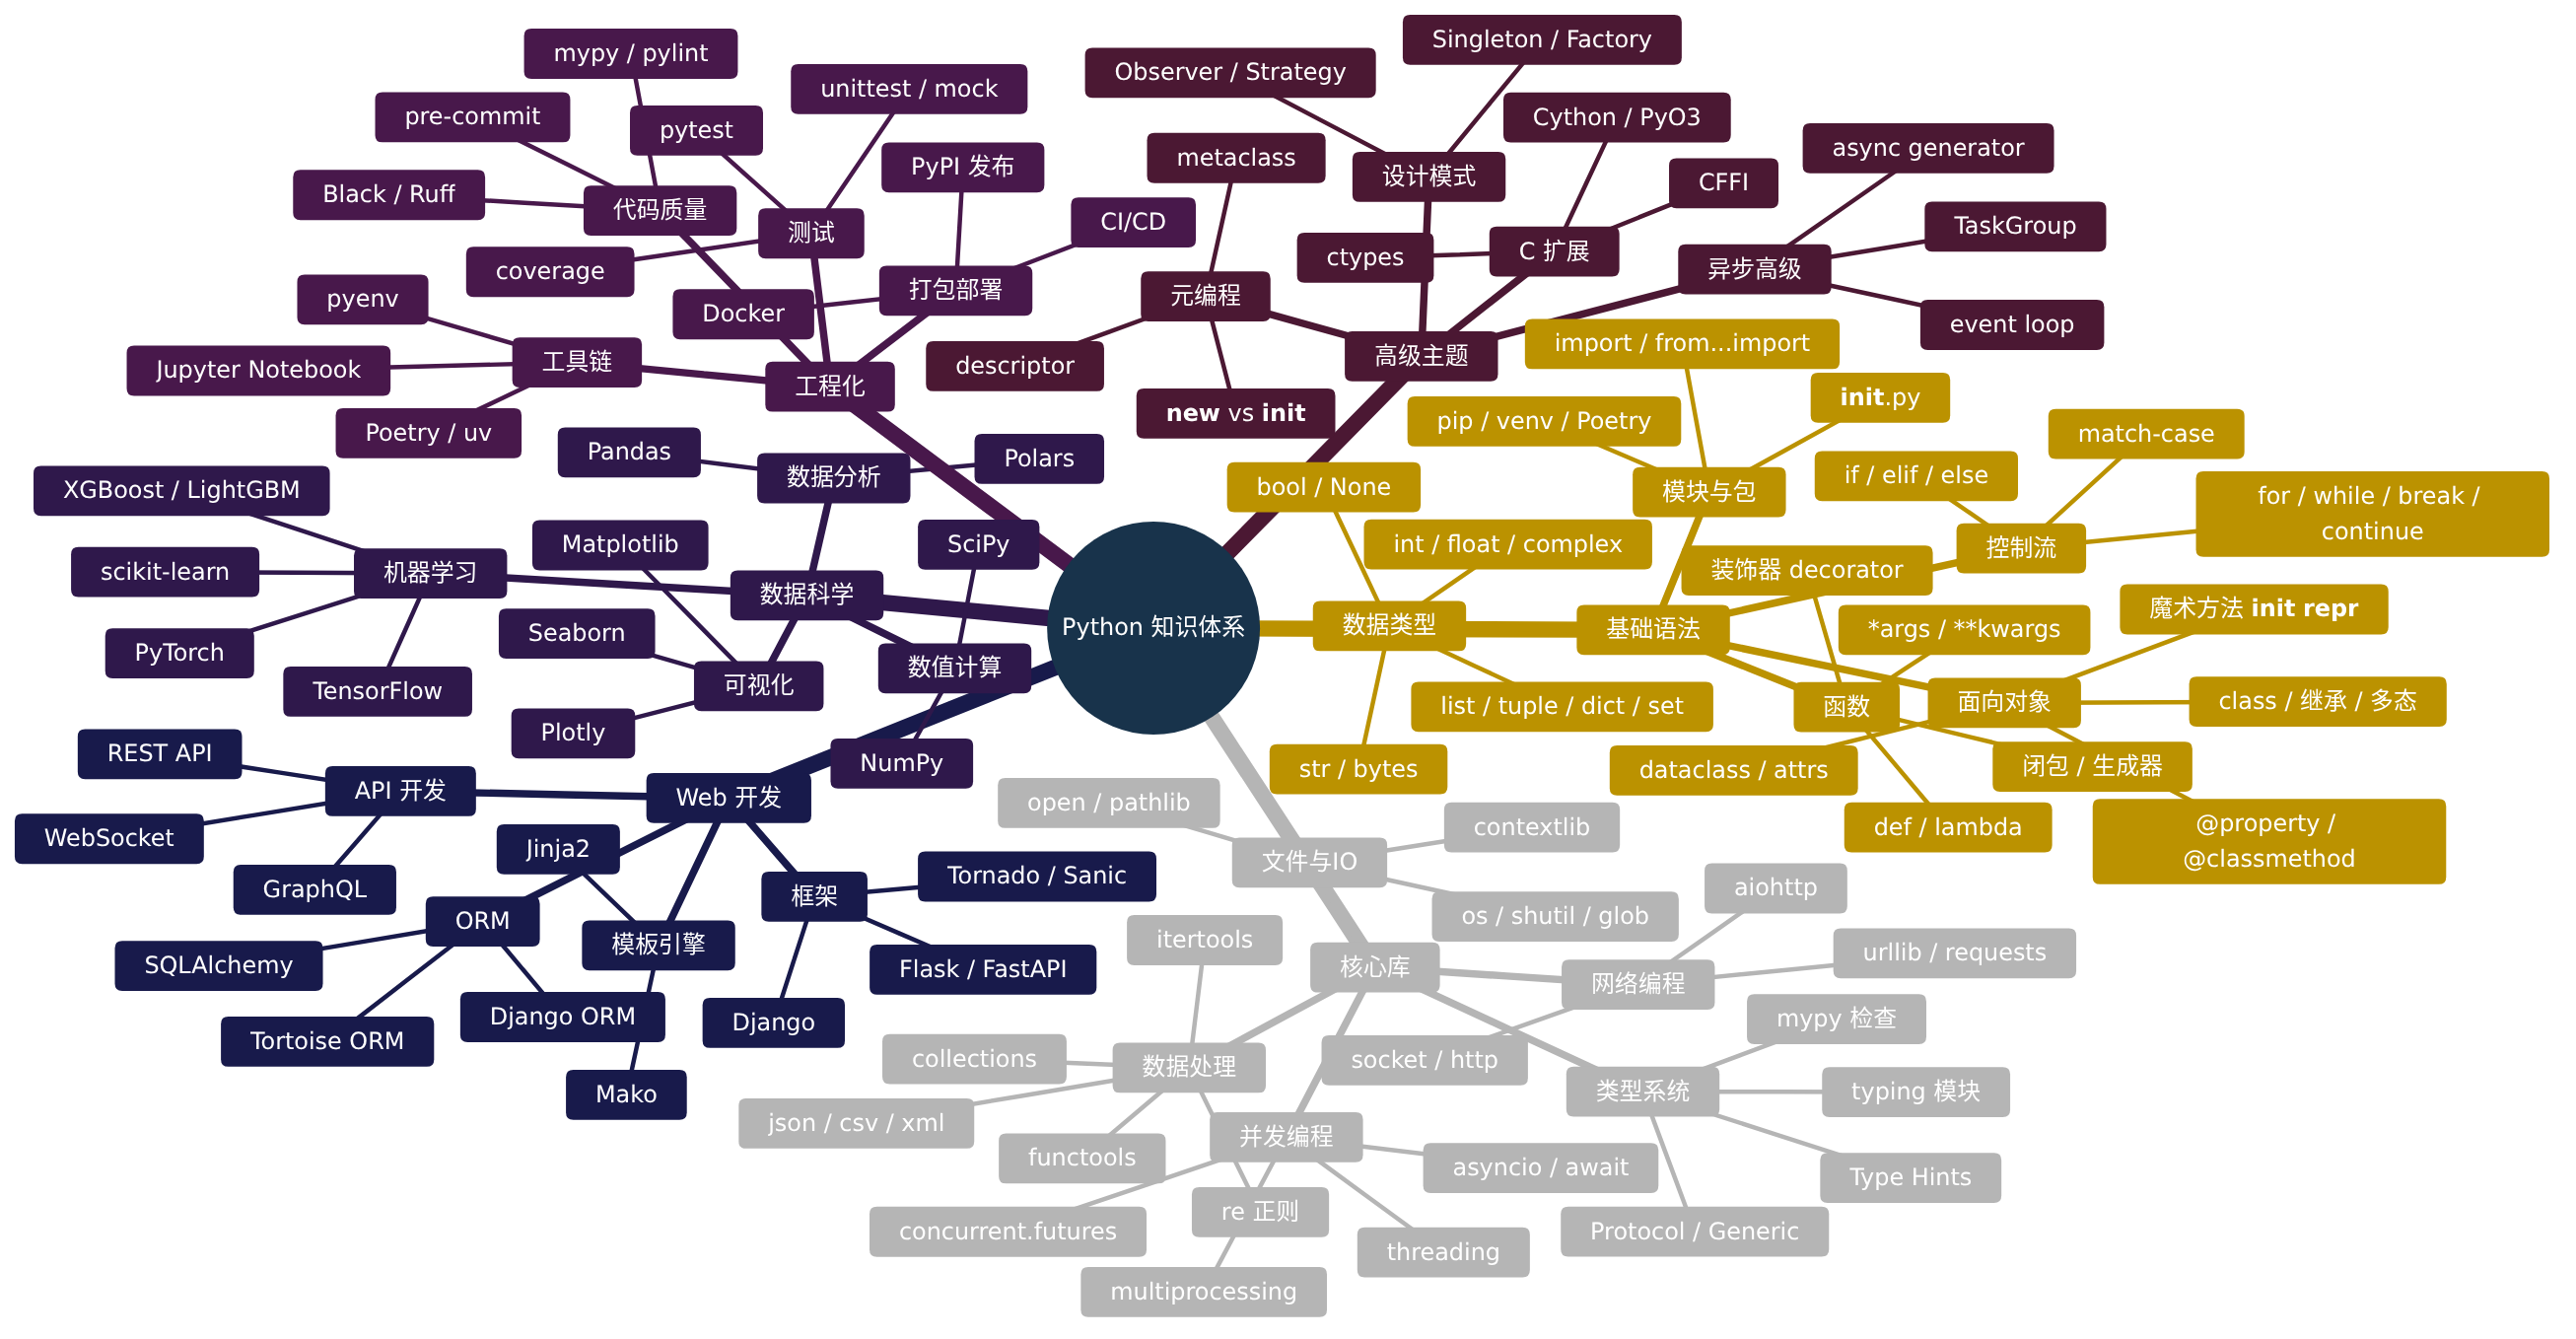 Python 知识体系
基础语法
数据类型
bool / None
int / float / complex
list / tuple / dict / set
str / bytes
模块与包
import / from...import
pip / venv / Poetry
init.py
控制流
if / elif / else
match-case
for / while / break /
continue
函数
装饰器 decorator
*args / **kwargs
闭包 / 生成器
def / lambda
面向对象
魔术方法 init repr
class / 继承 / 多态
dataclass / attrs
@property /
@classmethod
核心库
文件与IO
open / pathlib
contextlib
os / shutil / glob
网络编程
aiohttp
urllib / requests
socket / http
类型系统
mypy 检查
typing 模块
Type Hints
Protocol / Generic
并发编程
asyncio / await
threading
multiprocessing
concurrent.futures
数据处理
itertools
collections
json / csv / xml
functools
re 正则
Web 开发
框架
Tornado / Sanic
Flask / FastAPI
Django
模板引擎
Jinja2
Mako
ORM
SQLAlchemy
Tortoise ORM
Django ORM
API 开发
REST API
WebSocket
GraphQL
数据科学
数据分析
Pandas
Polars
数值计算
SciPy
NumPy
可视化
Matplotlib
Seaborn
Plotly
机器学习
XGBoost / LightGBM
scikit-learn
PyTorch
TensorFlow
工程化
代码质量
mypy / pylint
pre-commit
Black / Ruff
测试
pytest
unittest / mock
coverage
打包部署
PyPI 发布
CI/CD
Docker
工具链
pyenv
Jupyter Notebook
Poetry / uv
高级主题
元编程
metaclass
descriptor
new vs init
设计模式
Observer / Strategy
Singleton / Factory
C 扩展
Cython / PyO3
CFFI
ctypes
异步高级
async generator
TaskGroup
event loop